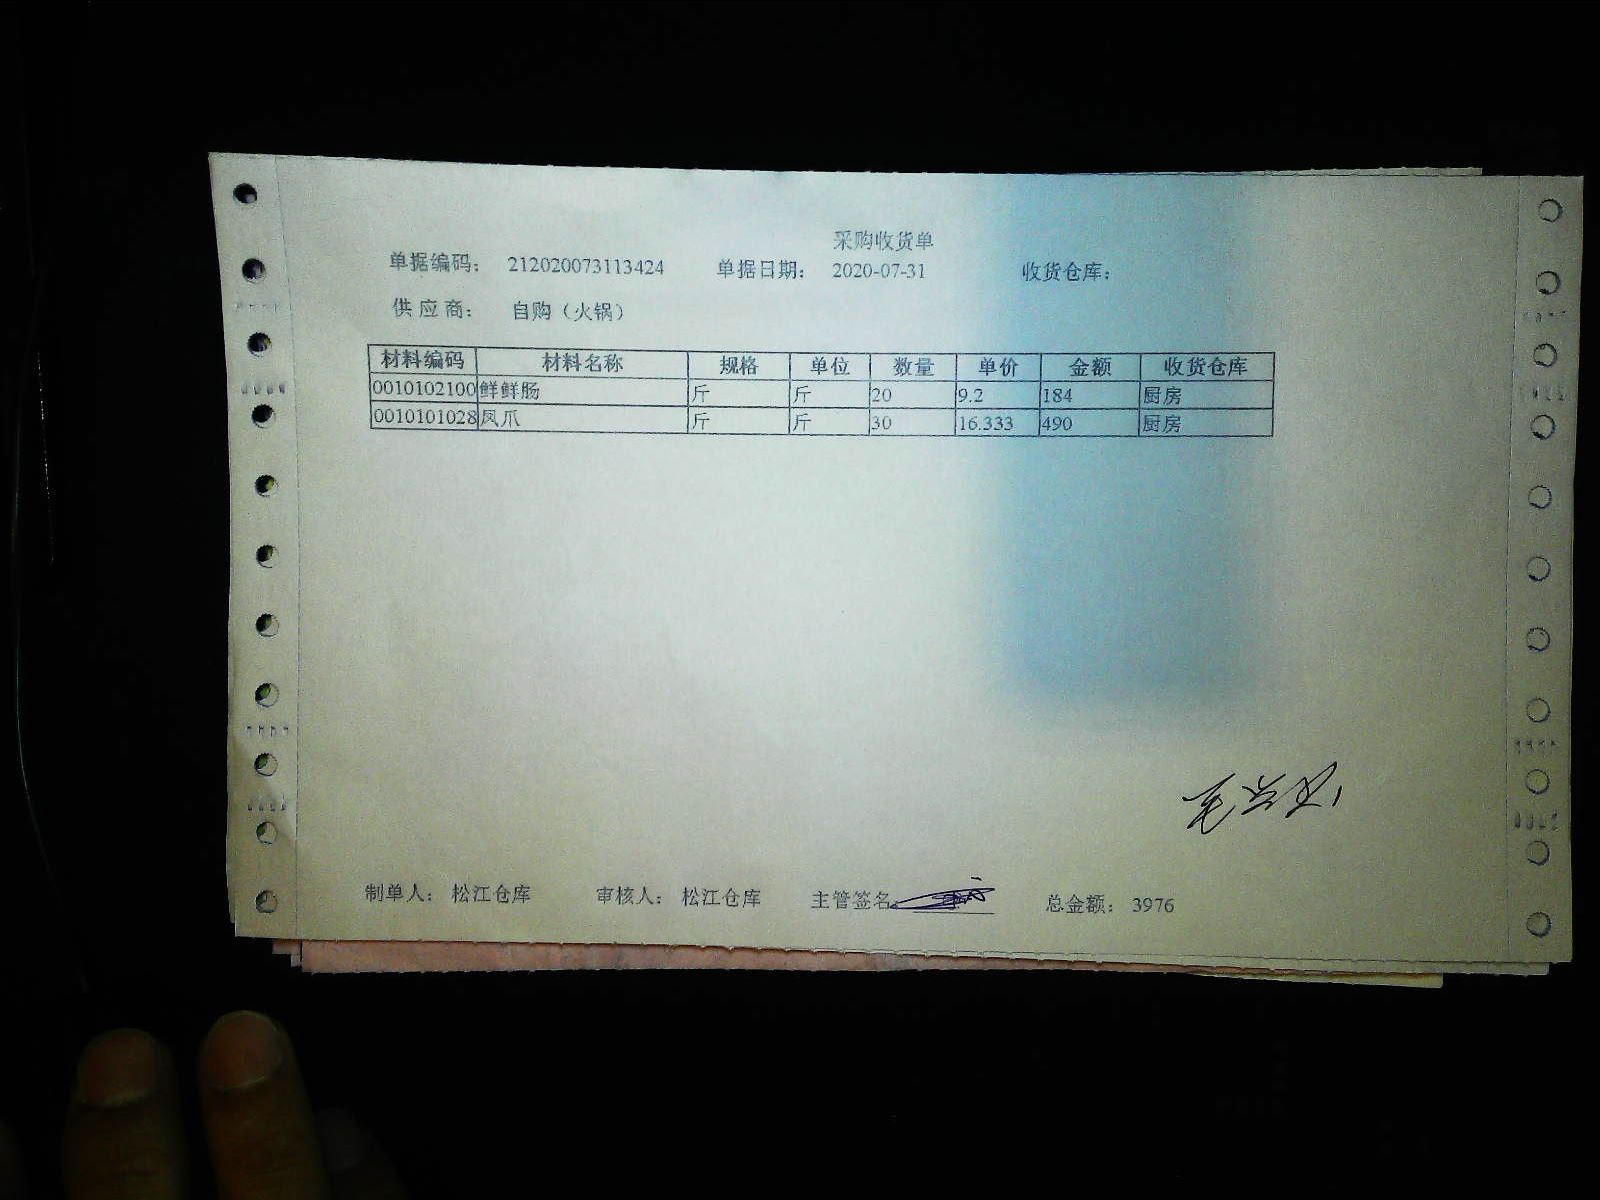 采购收货单
单据编码： 212020073113424 单据日期： 2020-07-31 收货仓库：
供应商： 自购（火锅）
材料编码 材料名称 规格 单位 数量 单价 金额 收货仓库
0010102100 鲜鲜肠 斤 斤 20 9.2 184 厨房
0010101028 凤爪 斤 斤 30 16.333 490 厨房
制单人： 松江仓库 审核人： 松江仓库 主管签名： 总金额： 3976